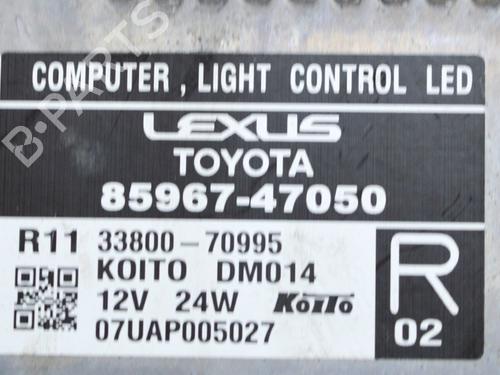 COMPUTER , LIGHT CONTROL LED
LEXUS
TOYOTA
85967-47050
R11 33800-70995
KOITO DM014
12V 24W KOITO
07UAP005027
R
02
B-PARTS